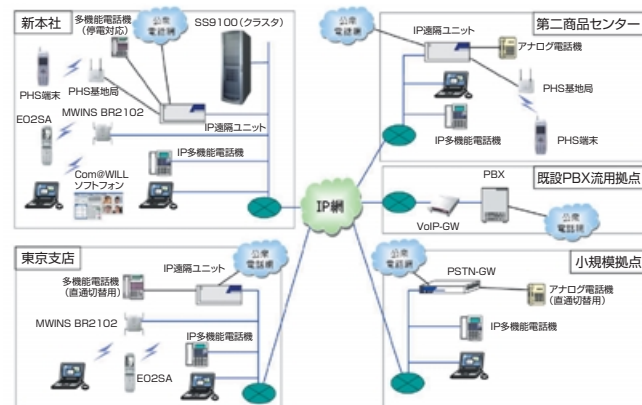 新本社
多機能電話機
(停電対応)
公衆
電話網
SS9100(クラスタ)
PHS端末
PHS基地局
IP遠隔ユニット
EO2SA
MWINS BR2102
IP多機能電話機
Com@WILL
ソフトフォン
第二商品センター
公衆
電話網
IP遠隔ユニット
アナログ電話機
PHS基地局
IP多機能電話機
PHS端末
IP網
既設PBX流用拠点
PBX
VoIP-GW
公衆
電話網
東京支店
公衆
電話網
IP遠隔ユニット
多機能電話機
(直通切替用)
MWINS BR2102
IP多機能電話機
EO2SA
小規模拠点
公衆
電話網
PSTN-GW
アナログ電話機
(直通切替用)
IP多機能電話機